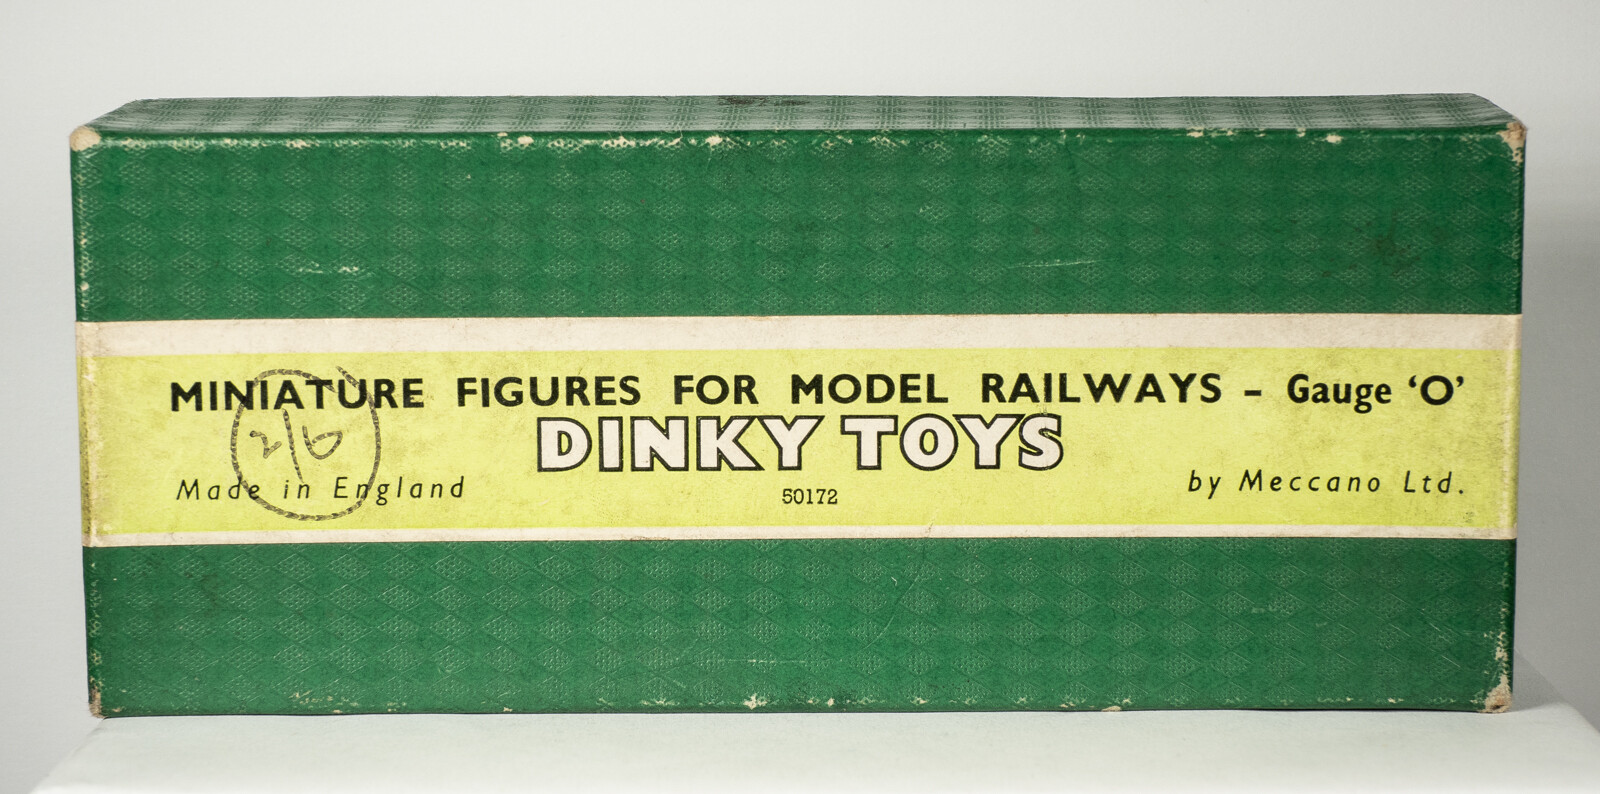 MINIATURE FIGURES FOR MODEL RAILWAYS – Gauge ‘O’
DINKY TOYS
2/6
Made in England
50172
by Meccano Ltd.